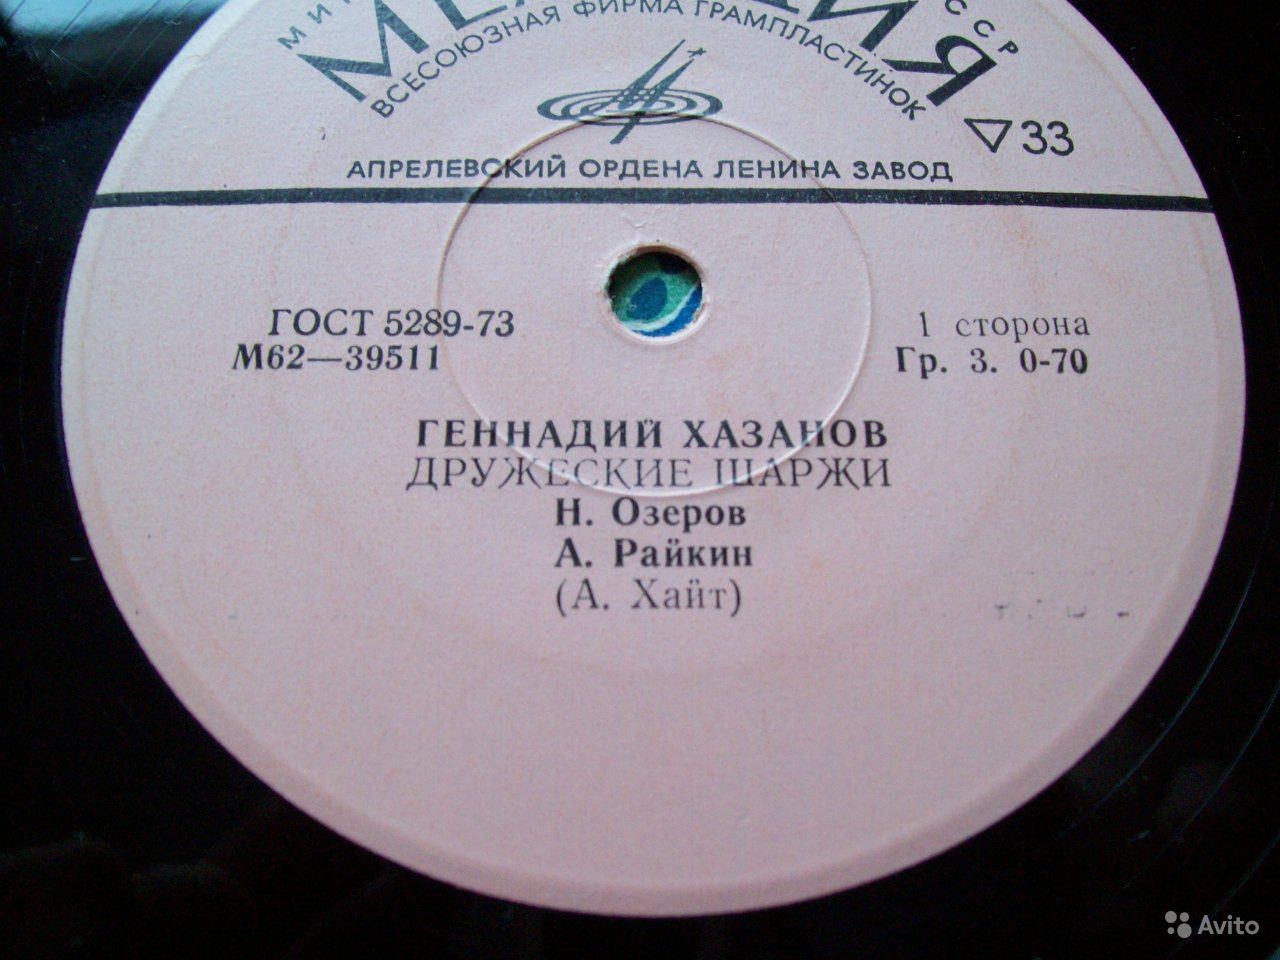 МЕЛОДИЯ
ВСЕСОЮЗНАЯ ФИРМА ГРАМПЛАСТИНОК
33
АПРЕЛЕВСКИЙ ОРДЕНА ЛЕНИНА ЗАВОД
ГОСТ 5289-73
М62—39511
1 сторона
Гр. 3. 0-70
ГЕННАДИЙ ХАЗАНОВ
ДРУЖЕСКИЕ ШАРЖИ
Н. Озеров
А. Райкин
(А. Хайт)
Avito